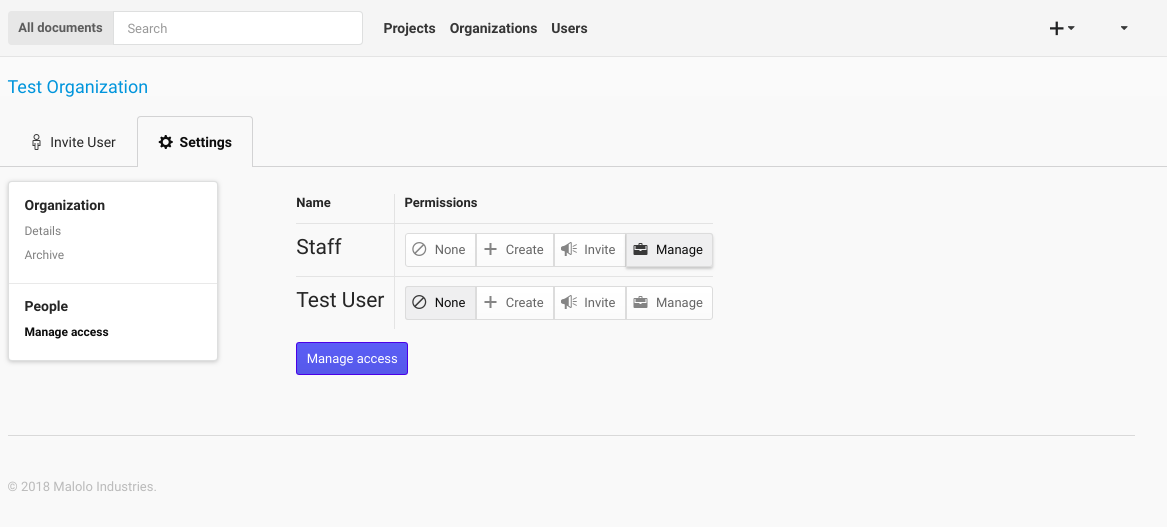 All documents Search Projects Organizations Users
Test Organization
Invite User Settings
Organization
Details
Archive
People
Manage access
Name Permissions
Staff None Create Invite Manage
Test User None Create Invite Manage
Manage access
© 2018 Malolo Industries.